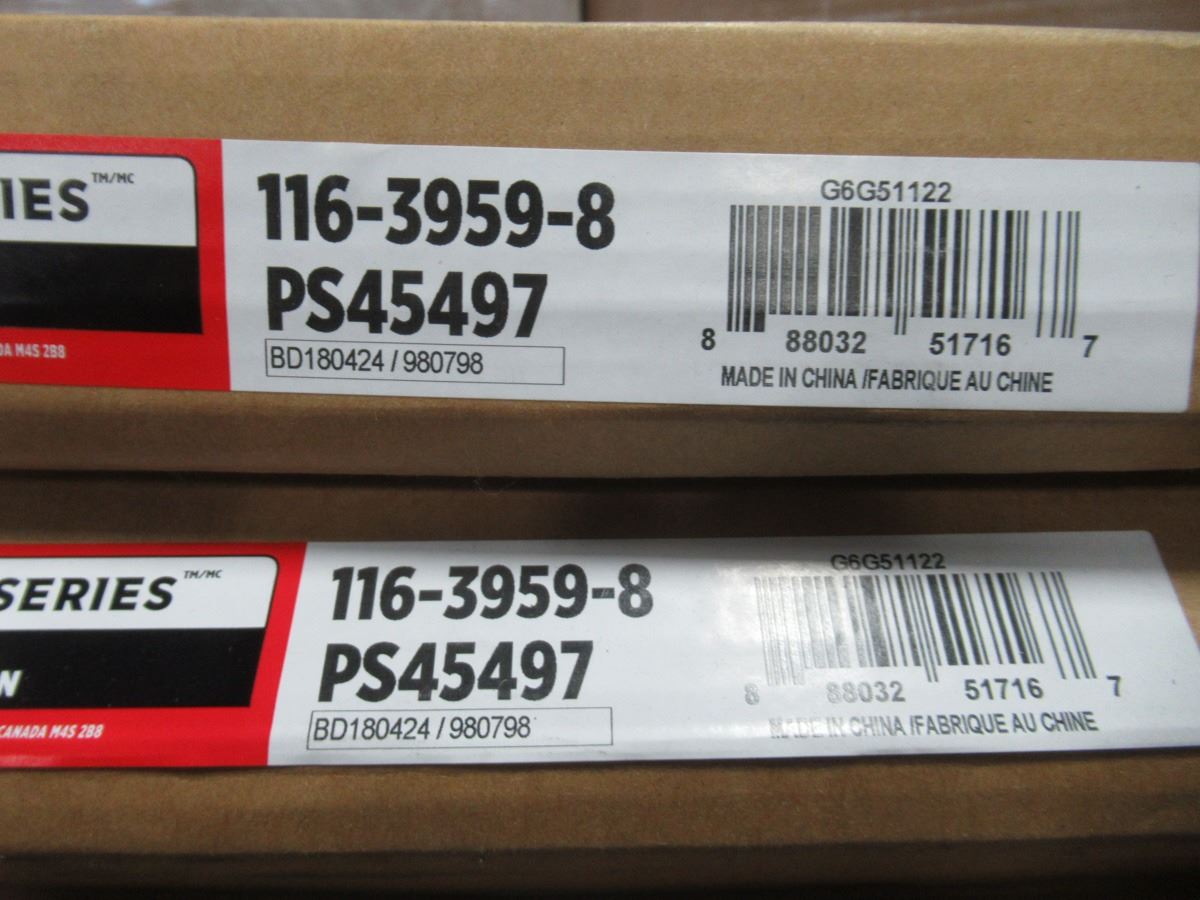 IES TM/MC
DA M4S 2B8
116-3959-8
PS45497
BD180424 / 980798
G6G51122
8 88032 51716 7
MADE IN CHINA /FABRIQUE AU CHINE
SERIES TM/MC
N
CANADA M4S 2B8
116-3959-8
PS45497
BD180424 / 980798
G6G51122
8 88032 51716 7
MADE IN CHINA /FABRIQUE AU CHINE